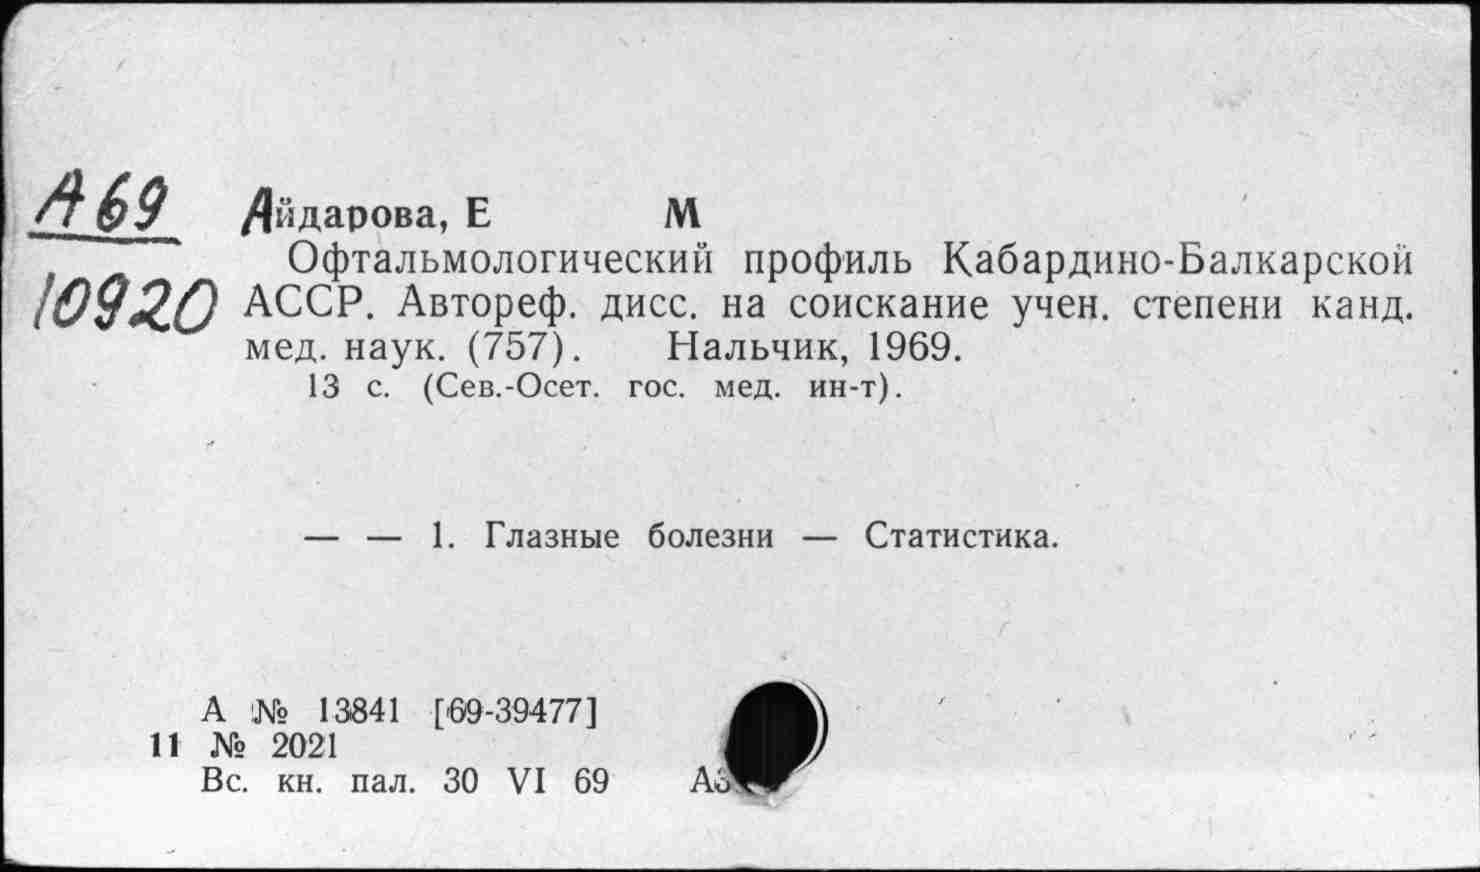 А69
10920
Айдарова, Е М
Офтальмологический профиль Кабардино-Балкарской
АССР. Автореф. дисс. на соискание учен. степени канд.
мед. наук. (757). Нальчик, 1969.
13 с. (Сев.-Осет. гос. мед. ин-т).
— — 1. Глазные болезни — Статистика.
А № 13841 [69-39477]
11 № 2021
Вс. кн. пал. 30 VI 69